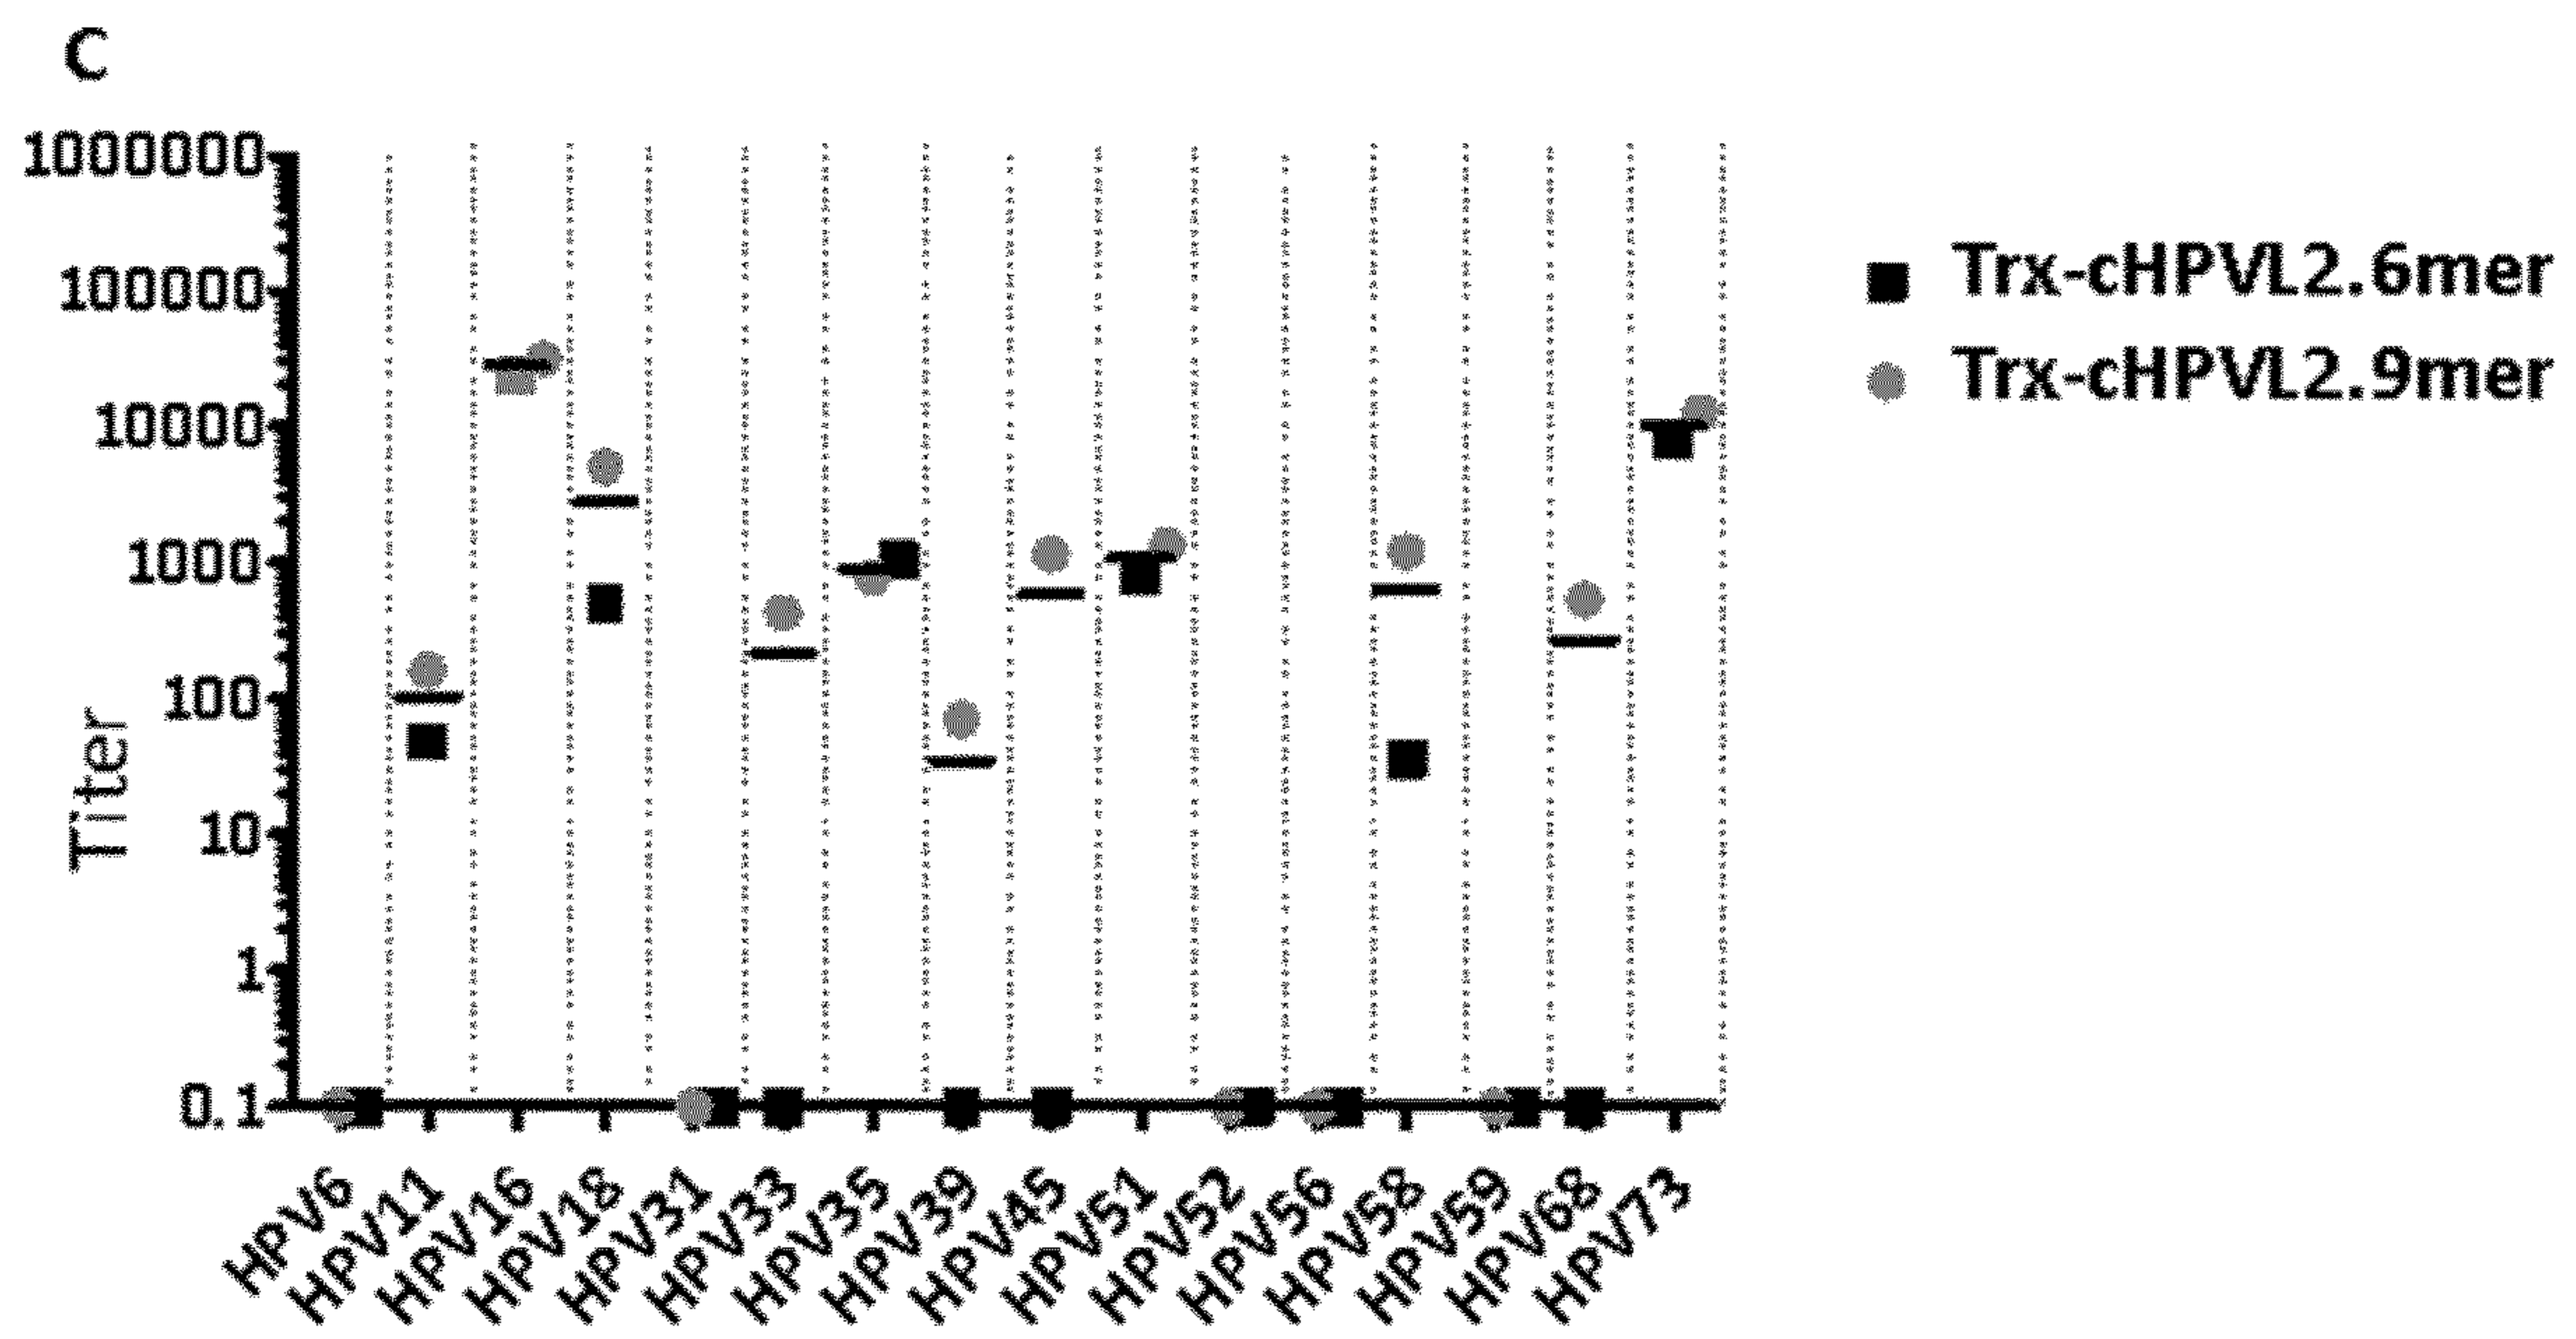 C
1000000
100000
10000
1000
100
10
1
0.1
Titer
HPV6
HPV11
HPV16
HPV18
HPV31
HPV33
HPV35
HPV39
HPV45
HPV51
HPV52
HPV56
HPV58
HPV59
HPV68
HPV73
Trx-cHPVL2.6mer
Trx-cHPVL2.9mer